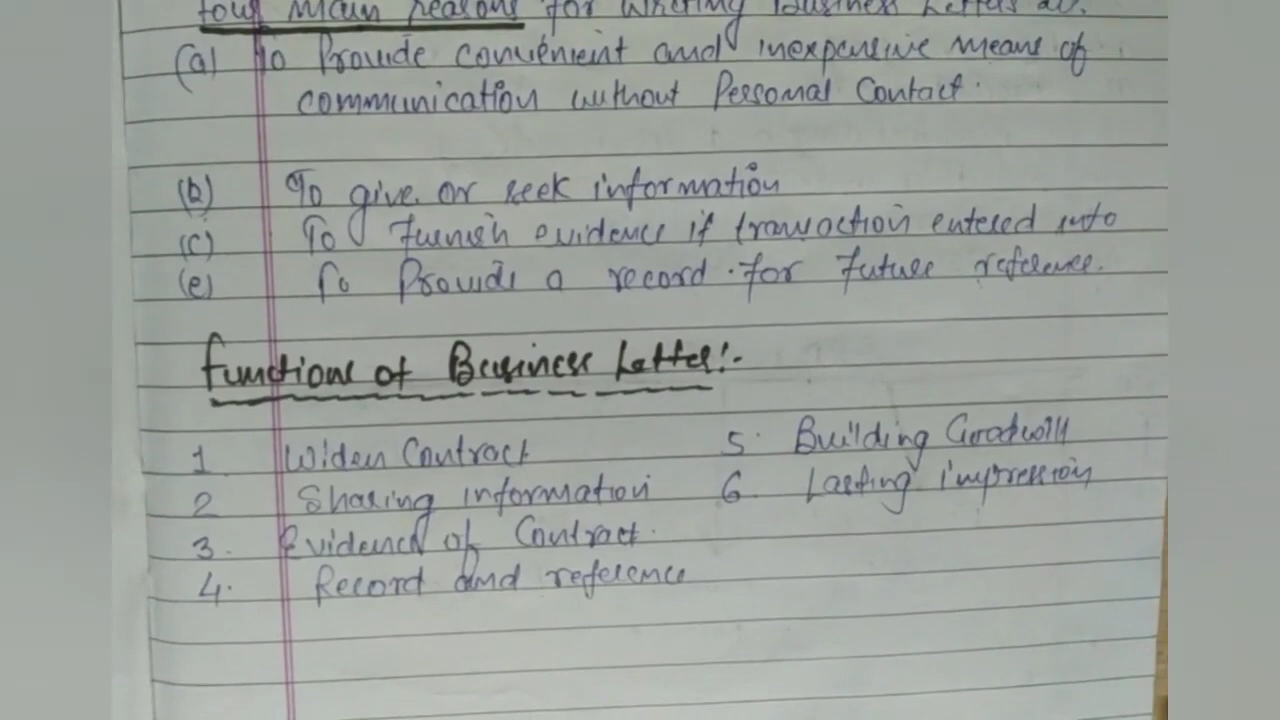 four main reasons for writing Business Letters are.
(a) To Provide convenient and inexpensive means of
communication without Personal Contact.
(b) To give or seek information
(c) To furnish evidence if transaction entered into
(e) To Provide a record for future reference.
Functions of Business Letter:-
1 Widen Contract
2 Sharing information
3. Evidence of Contract.
4. Record and reference
5. Building Goodwill
6. Lasting impression